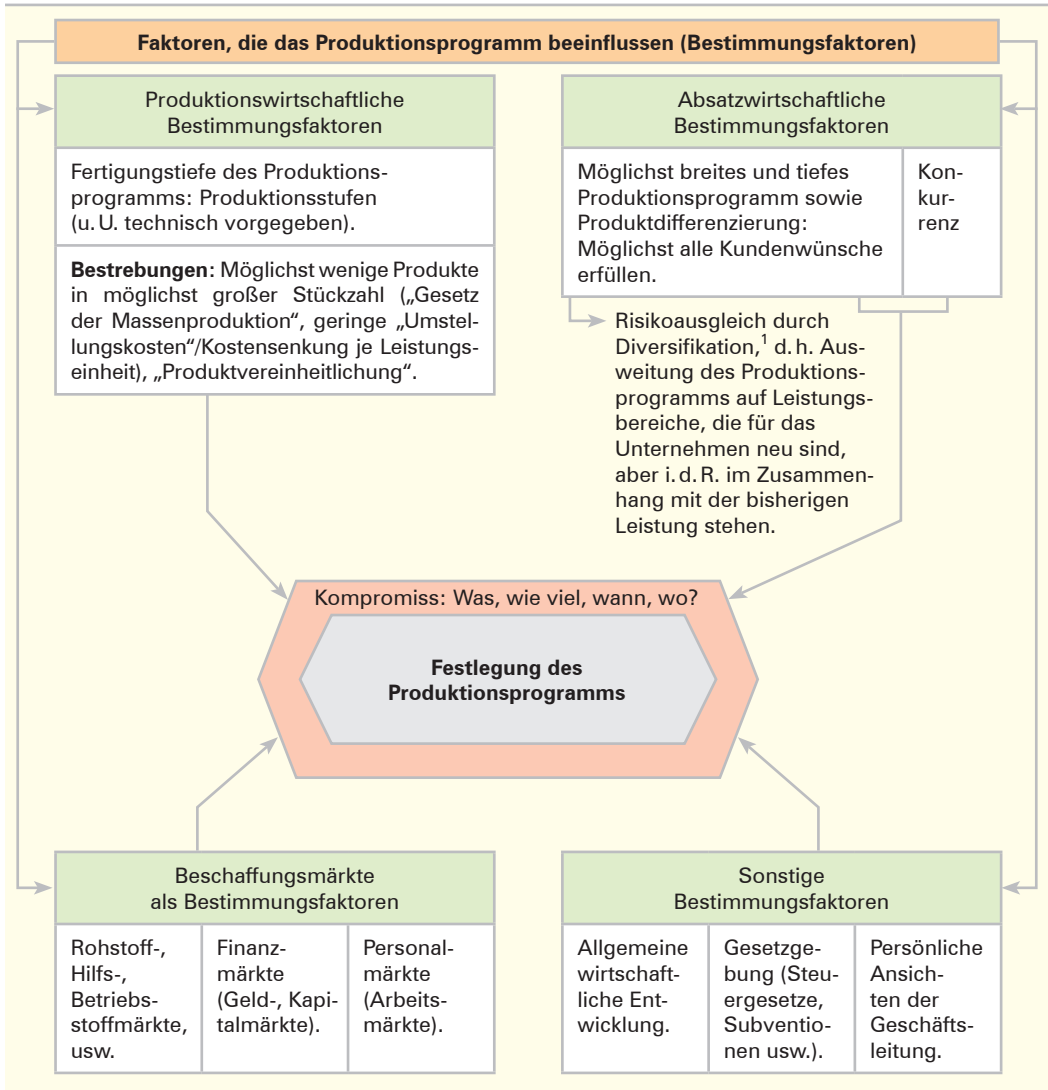 Faktoren, die das Produktionsprogramm beeinflussen (Bestimmungsfaktoren)
Produktionswirtschaftliche
Bestimmungsfaktoren
Fertigungstiefe des Produktions-
programms: Produktionsstufen
(u. U. technisch vorgegeben).
Bestrebungen: Möglichst wenige Produkte
in möglichst großer Stückzahl („Gesetz
der Massenproduktion“, geringe „Umstel-
lungskosten“/Kostensenkung je Leistungs-
einheit), „Produktvereinheitlichung“.
Absatzwirtschaftliche
Bestimmungsfaktoren
Möglichst breites und tiefes
Produktionsprogramm sowie
Produktdifferenzierung:
Möglichst alle Kundenwünsche
erfüllen.
Kon-
kur-
renz
Risikoausgleich durch
Diversifikation,¹ d. h. Aus-
weitung des Produktions-
programms auf Leistungs-
bereiche, die für das
Unternehmen neu sind,
aber i. d. R. im Zusammen-
hang mit der bisherigen
Leistung stehen.
Kompromiss: Was, wie viel, wann, wo?
Festlegung des
Produktionsprogramms
Beschaffungsmärkte
als Bestimmungsfaktoren
Rohstoff-,
Hilfs-,
Betriebs-
stoffmärkte,
usw.
Finanz-
märkte
(Geld-, Kapi-
talmärkte).
Personal-
märkte
(Arbeits-
märkte).
Sonstige
Bestimmungsfaktoren
Allgemeine
wirtschaft-
liche Ent-
wicklung.
Gesetzge-
bung (Steu-
ergesetze,
Subventio-
nen usw.).
Persönliche
Ansich-
ten der
Geschäfts-
leitung.